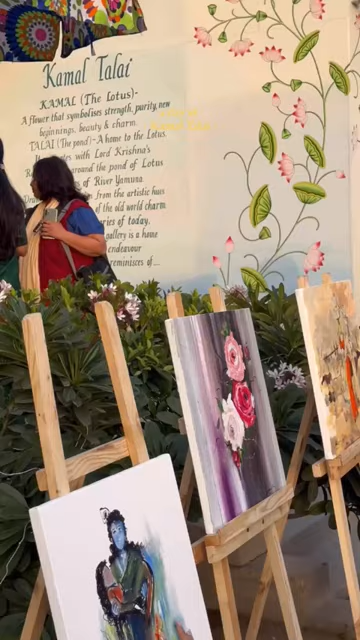 Kamal Talai
KAMAL (The Lotus)-
A flower that symbolises strength, purity, new
beginnings, beauty & charm.
TALAI (The Pond)-A home to the Lotus.
with Lord Krishna's
around the pond of Lotus
of River Yamuna.
from the artistic hues
of the old world charm
of today.
gallery is a home
endeavour
reminisces of...